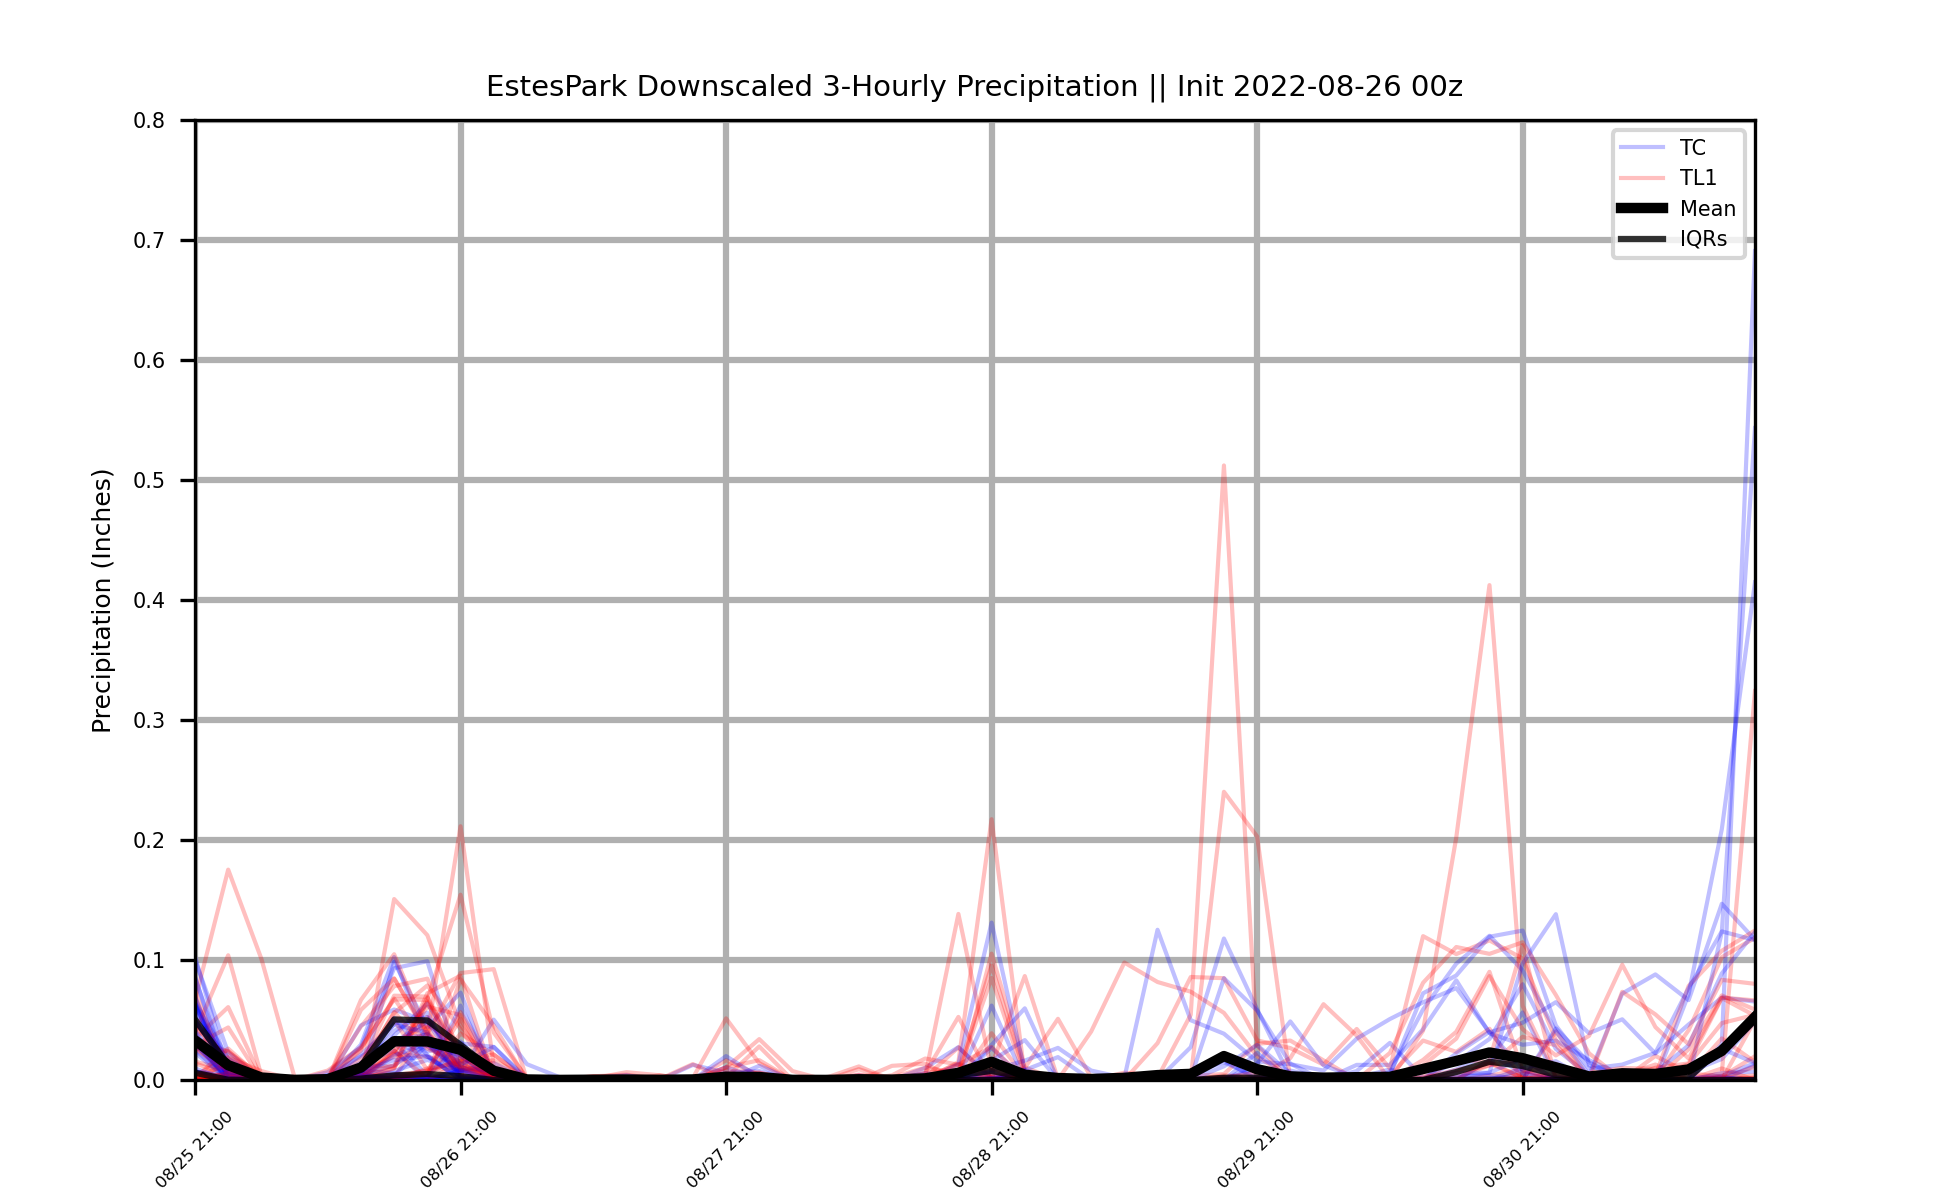 EstesPark Downscaled 3-Hourly Precipitation || Init 2022-08-26 00z
Precipitation (Inches)
0.8
0.7
0.6
0.5
0.4
0.3
0.2
0.1
0.0
TC
TL1
Mean
IQRs
08/25 21:00
08/26 21:00
08/27 21:00
08/28 21:00
08/29 21:00
08/30 21:00